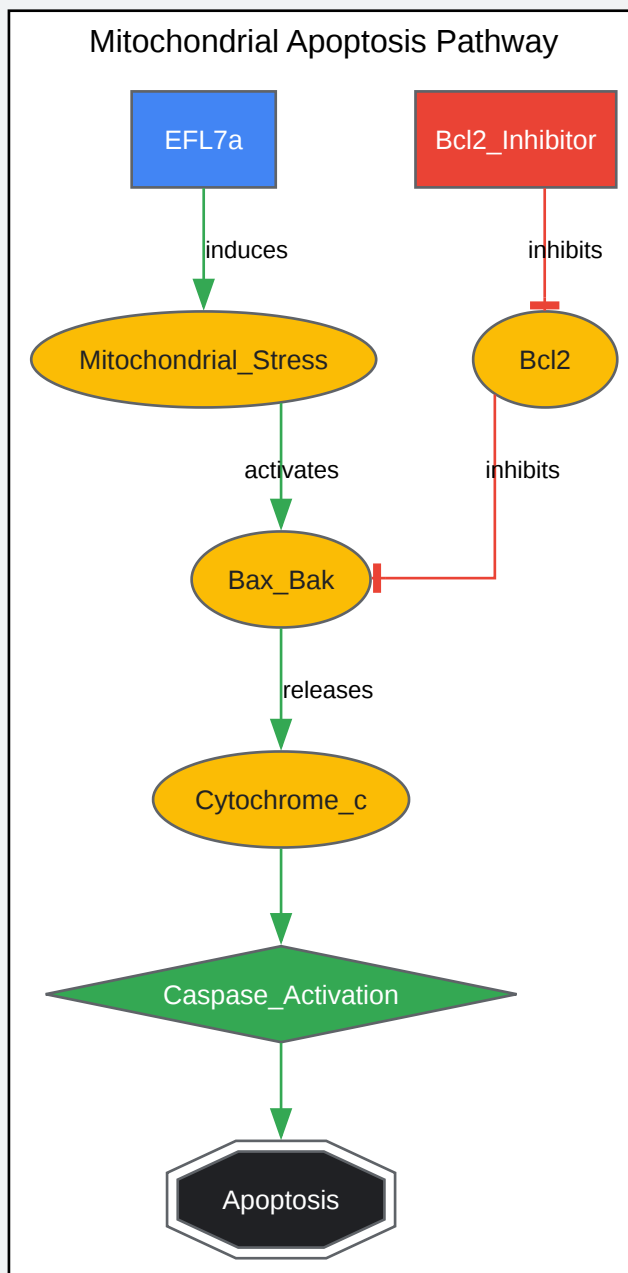 Mitochondrial Apoptosis Pathway
EFL7a
Bcl2_Inhibitor
induces
inhibits
Mitochondrial_Stress
Bcl2
activates
inhibits
Bax_Bak
releases
Cytochrome_c
Caspase_Activation
Apoptosis